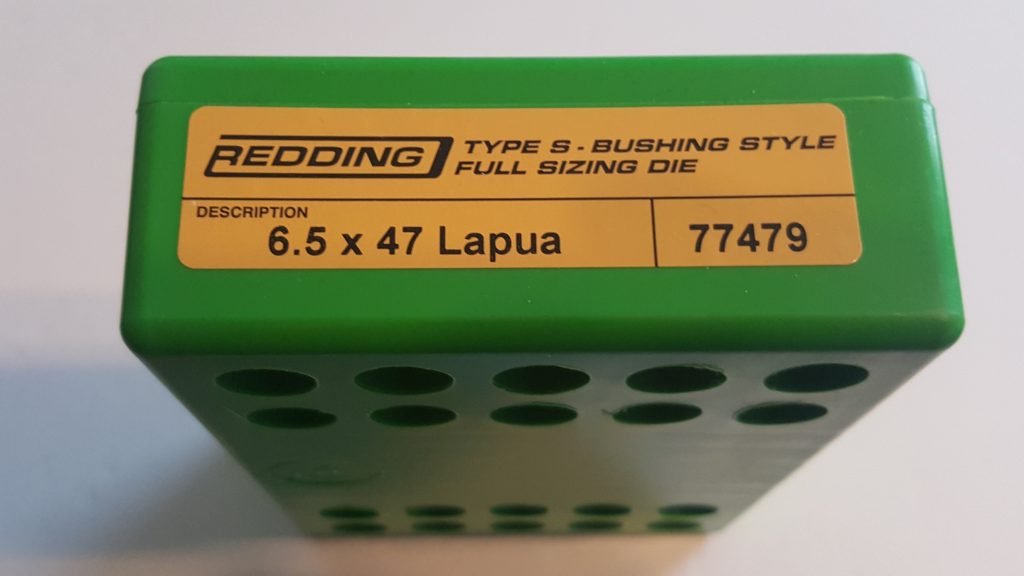 REDDING TYPE S - BUSHING STYLE
FULL SIZING DIE
DESCRIPTION
6.5 x 47 Lapua 77479